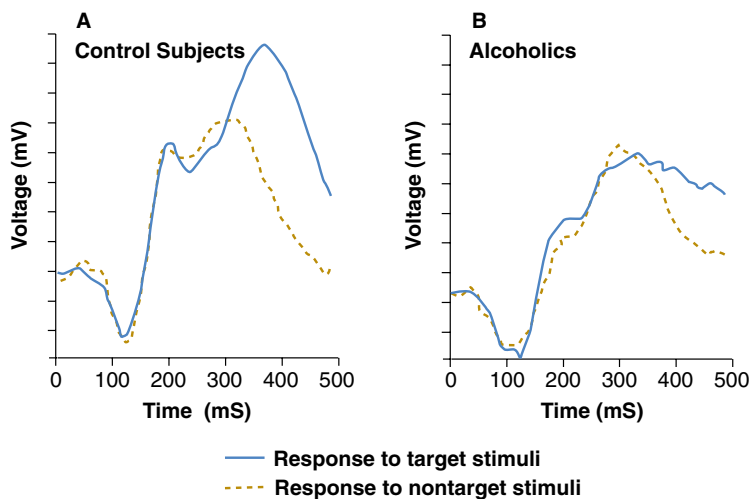 A
Control Subjects
Voltage (mV)
0 100 200 300 400 500
Time (mS)
B
Alcoholics
Voltage (mV)
0 100 200 300 400 500
Time (mS)
Response to target stimuli
Response to nontarget stimuli